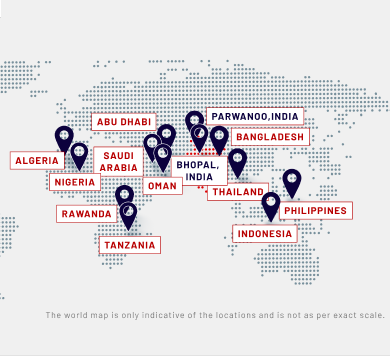 ABU DHABI
PARWANOO,INDIA
BANGLADESH
ALGERIA
SAUDI
ARABIA
BHOPAL,
INDIA
NIGERIA
OMAN
THAILAND
RAWANDA
PHILIPPINES
INDONESIA
TANZANIA
The world map is only indicative of the locations and is not as per exact scale.